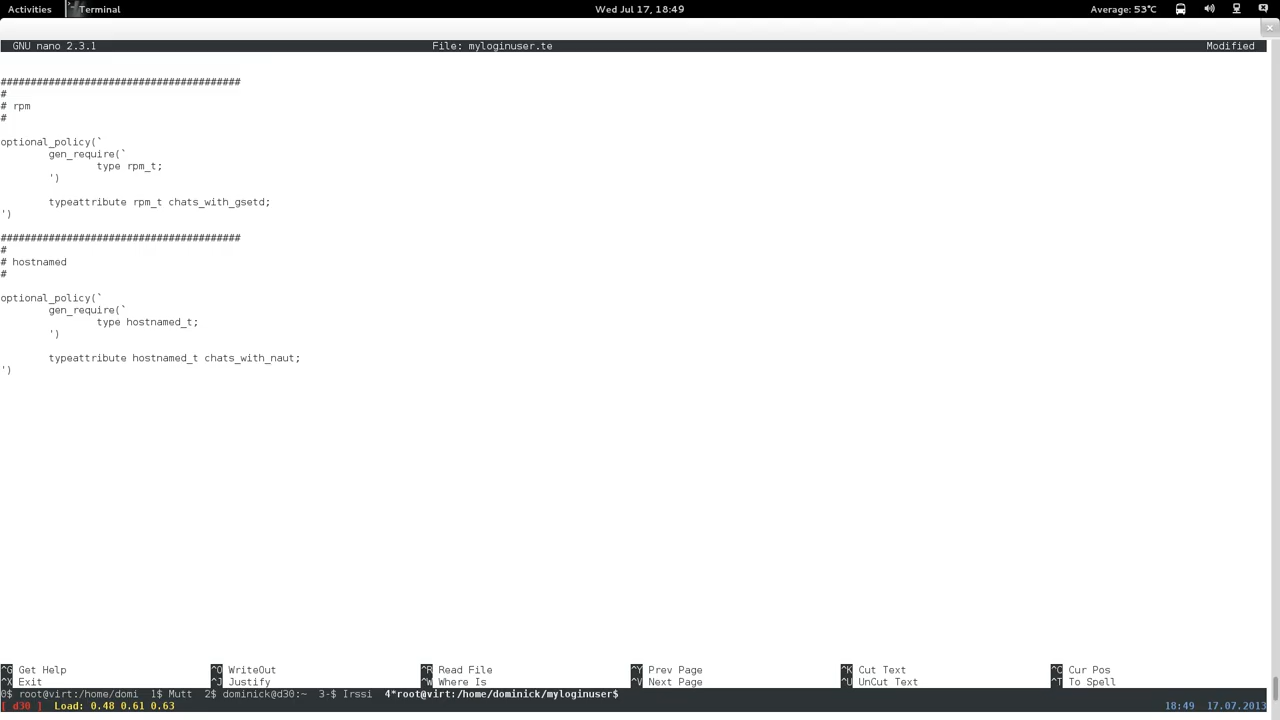 Activities Terminal Wed Jul 17, 18:49 Average: 53°C
GNU nano 2.3.1 File: myloginuser.te Modified
########################################
#
# rpm
#
optional_policy(`
gen_require(`
type rpm_t;
')
typeattribute rpm_t chats_with_gsetd;
')
########################################
#
# hostnamed
#
optional_policy(`
gen_require(`
type hostnamed_t;
')
typeattribute hostnamed_t chats_with_naut;
')
^G Get Help ^O WriteOut ^R Read File ^Y Prev Page ^K Cut Text ^C Cur Pos
^X Exit ^J Justify ^W Where Is ^V Next Page ^U UnCut Text ^T To Spell
0$ root@virt:/home/domi 1$ Mutt 2$ dominick@d30:~ 3-$ Irssi 4*root@virt:/home/dominick/myloginuser$
[ d30 ] Load: 0.48 0.61 0.63 18:49 17.07.2013